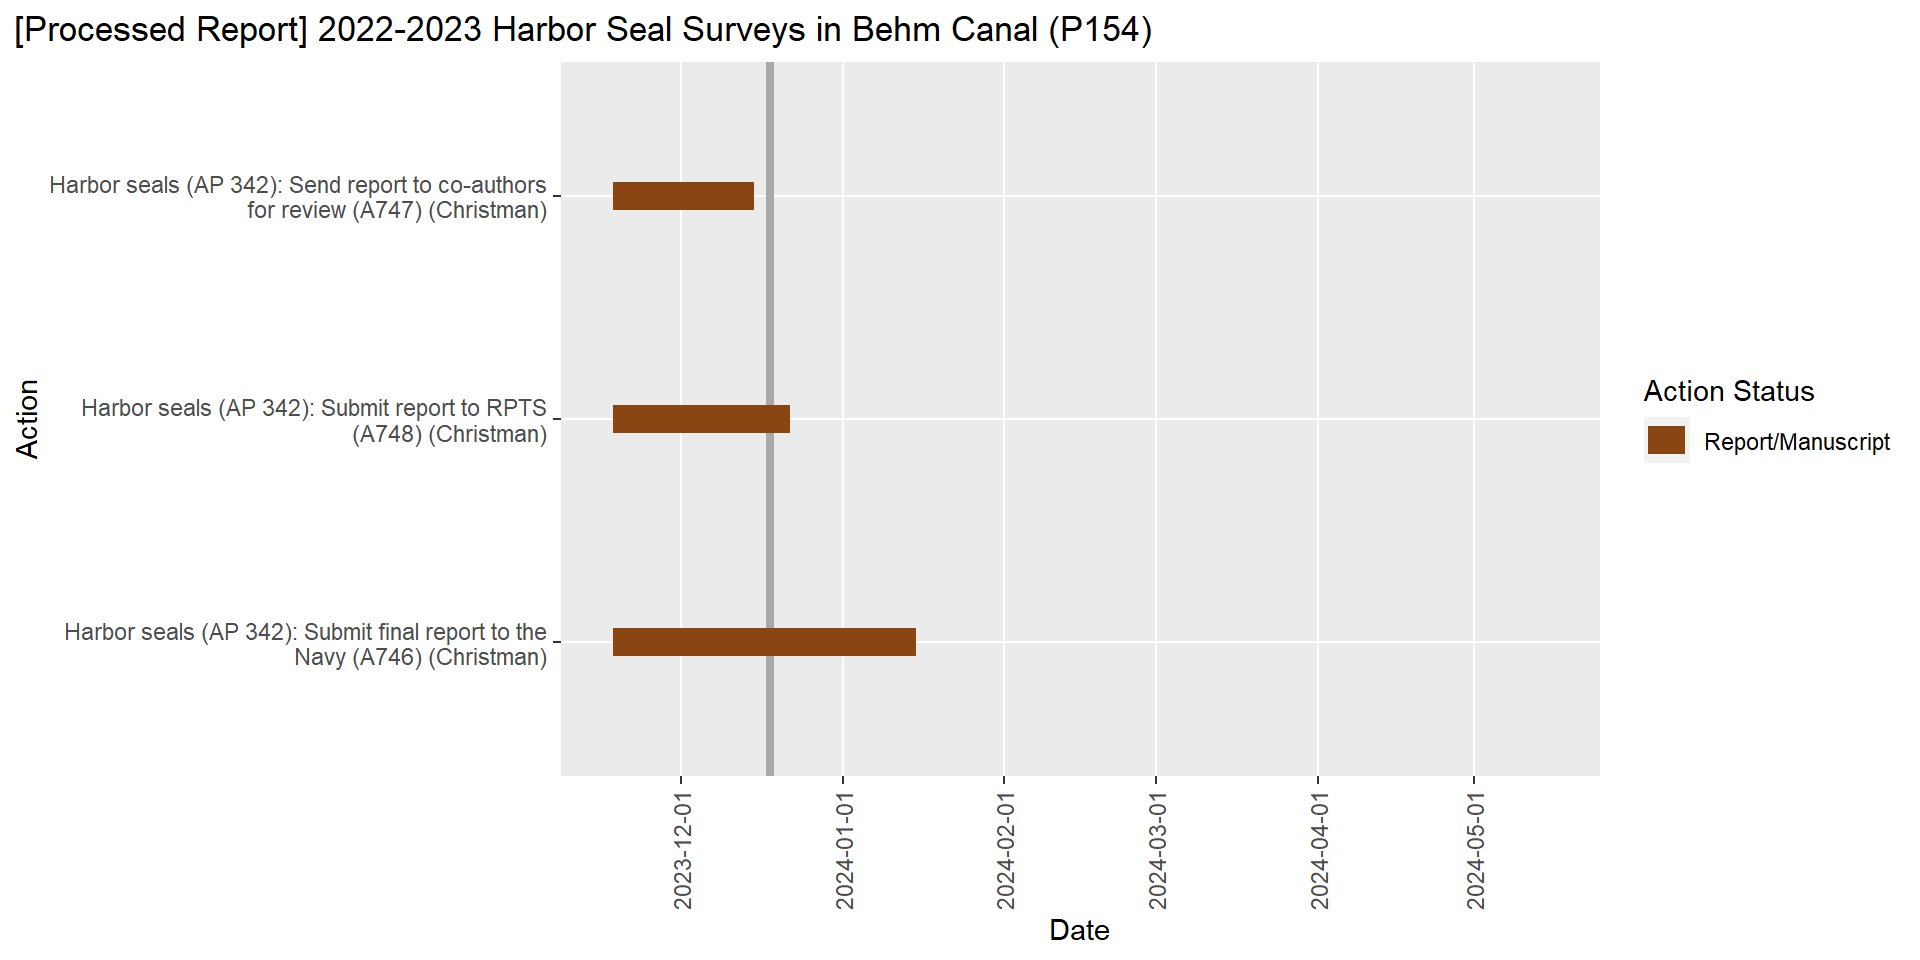 [Processed Report] 2022-2023 Harbor Seal Surveys in Behm Canal (P154)
Harbor seals (AP 342): Send report to co-authors
for review (A747) (Christman)
Harbor seals (AP 342): Submit report to RPTS
(A748) (Christman)
Harbor seals (AP 342): Submit final report to the
Navy (A746) (Christman)
Action
2023-12-01
2024-01-01
2024-02-01
2024-03-01
2024-04-01
2024-05-01
Date
Action Status
Report/Manuscript